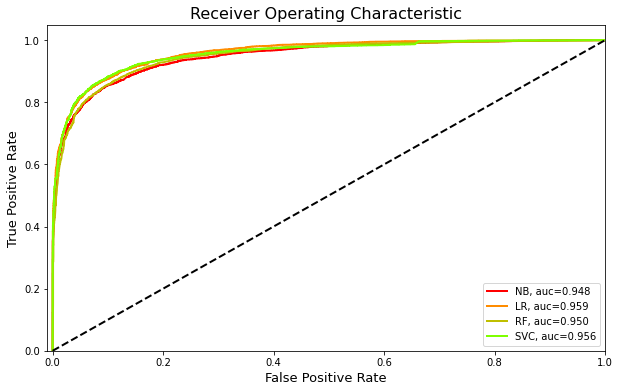 Receiver Operating Characteristic
True Positive Rate
1.0
0.8
0.6
0.4
0.2
0.0
NB, auc=0.948
LR, auc=0.959
RF, auc=0.950
SVC, auc=0.956
0.0 0.2 0.4 0.6 0.8 1.0
False Positive Rate